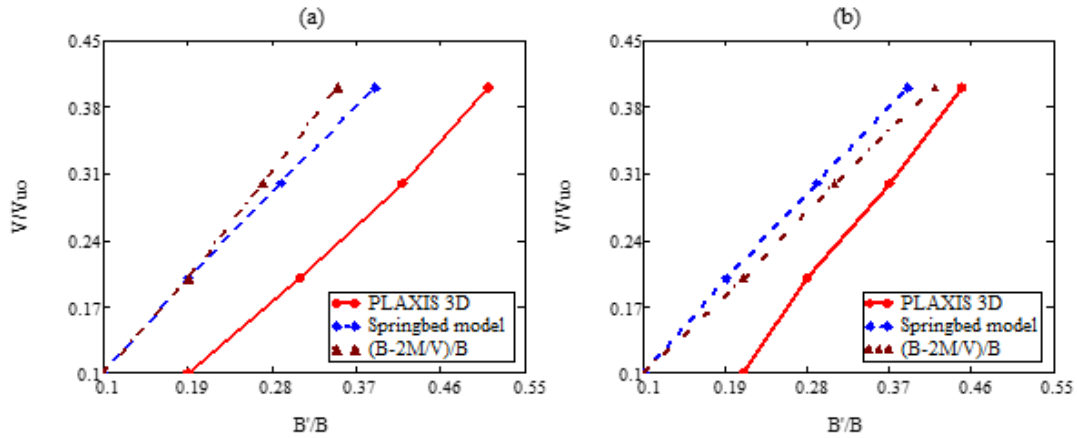 (a)
0.45
0.38
0.31
0.24
0.17
0.1
V/Vuo
PLAXIS 3D
Springbed model
(B-2M/V)/B
0.1 0.19 0.28 0.37 0.46 0.55
B'/B
(b)
0.45
0.38
0.31
0.24
0.17
0.1
V/Vuo
PLAXIS 3D
Springbed model
(B-2M/V)/B
0.1 0.19 0.28 0.37 0.46 0.55
B'/B